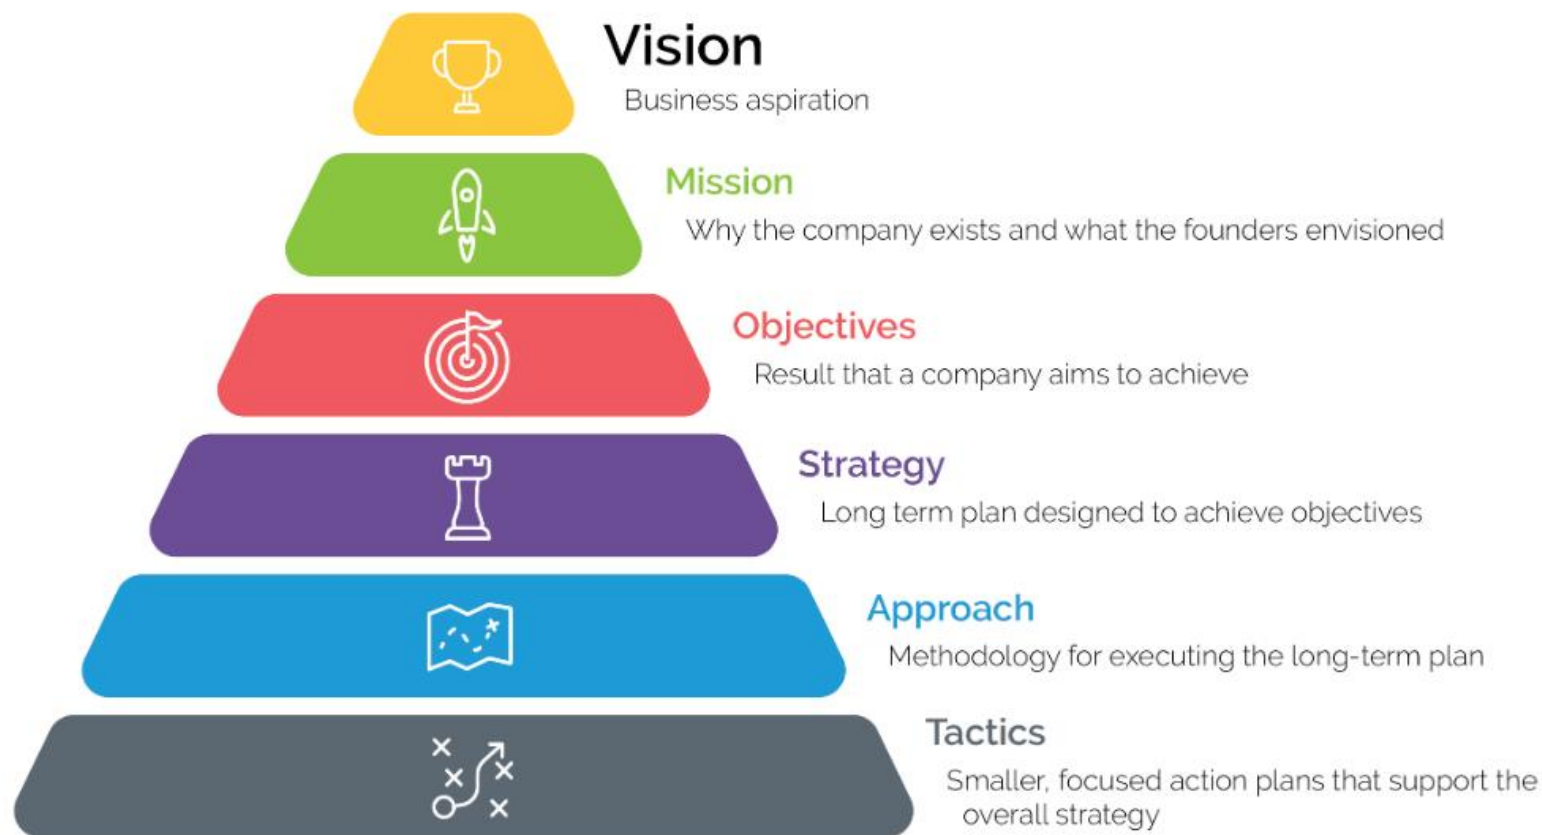 Vision
Business aspiration
Mission
Why the company exists and what the founders envisioned
Objectives
Result that a company aims to achieve
Strategy
Long term plan designed to achieve objectives
Approach
Methodology for executing the long-term plan
Tactics
Smaller, focused action plans that support the
overall strategy